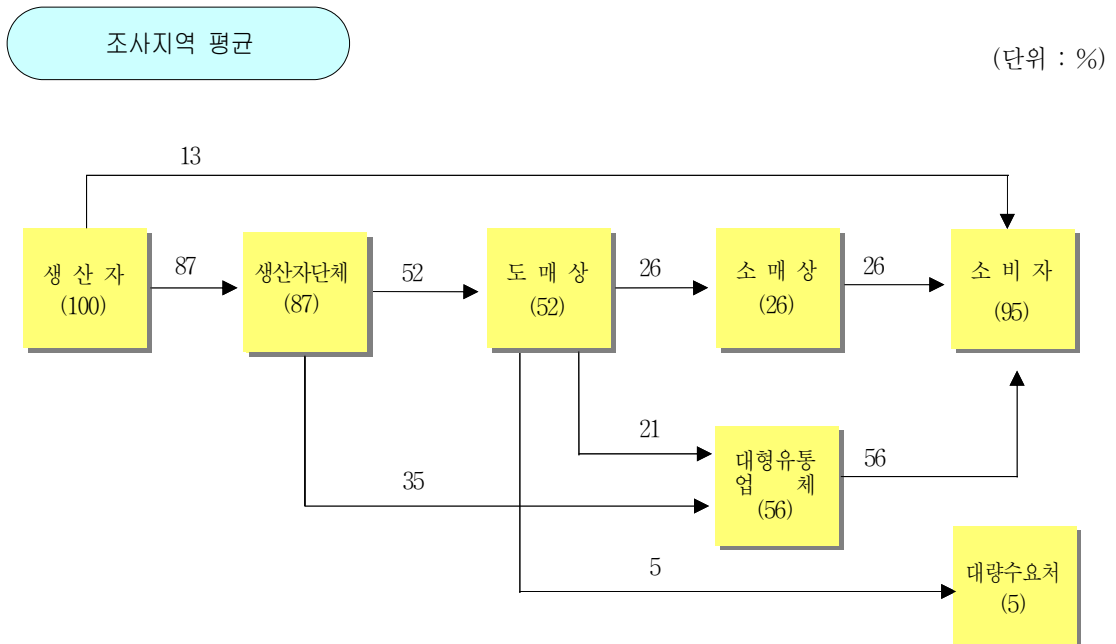 조사지역 평균
(단위 : %)
13
생 산 자
(100)
87
생산자단체
(87)
52
도 매 상
(52)
26
소 매 상
(26)
26
소 비 자
(95)
21
35
대형유통
업 체
(56)
56
5
대량수요처
(5)